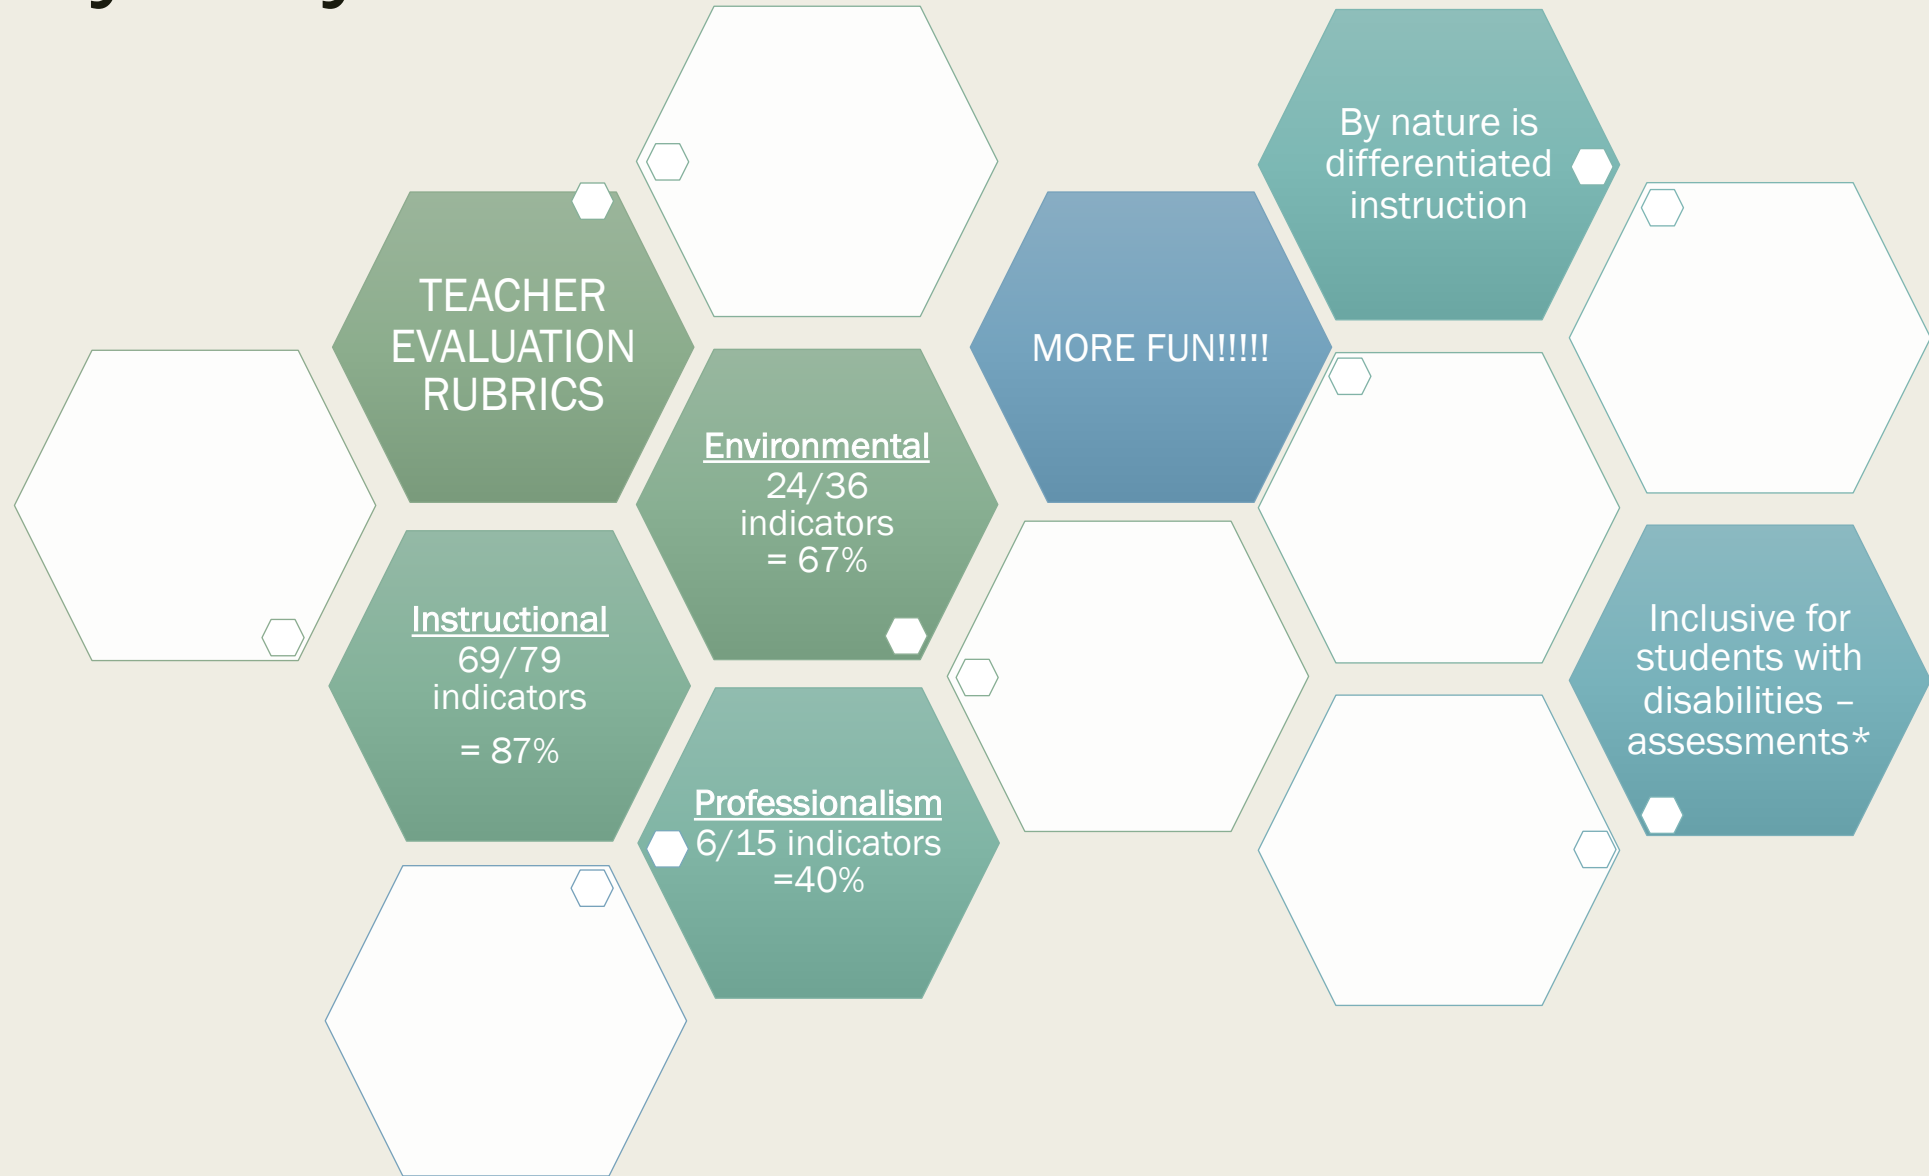 TEACHER
EVALUATION
RUBRICS
Environmental
24/36
indicators
= 67%
Instructional
69/79
indicators
= 87%
Professionalism
6/15 indicators
=40%
MORE FUN!!!!!
By nature is
differentiated
instruction
Inclusive for
students with
disabilities –
assessments*